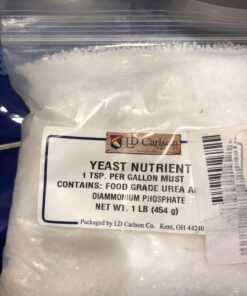 LD Carlson
YEAST NUTRIENT
1 TSP. PER GALLON MUST
CONTAINS: FOOD GRADE UREA
DIAMMONIUM PHOSPHATE
NET WT. 1 LB (454 g)
Packaged by LD Carlson Co. Kent, OH 44240